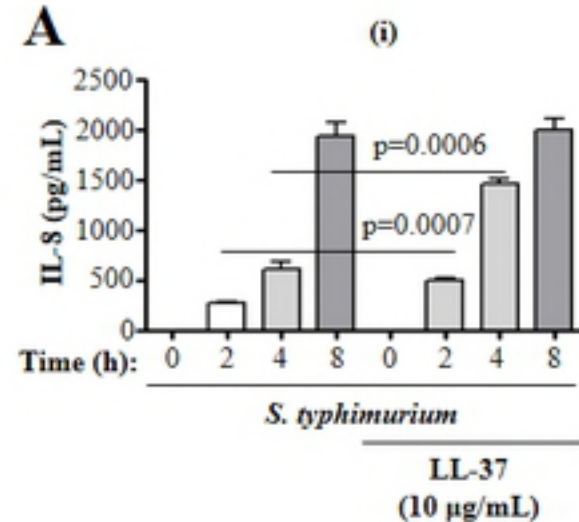 A
(i)
IL-8 (pg/mL)
2500
2000
1500
1000
500
0
p=0.0006
p=0.0007
Time (h): 0 2 4 8 0 2 4 8
S. typhimurium
LL-37
(10 µg/mL)